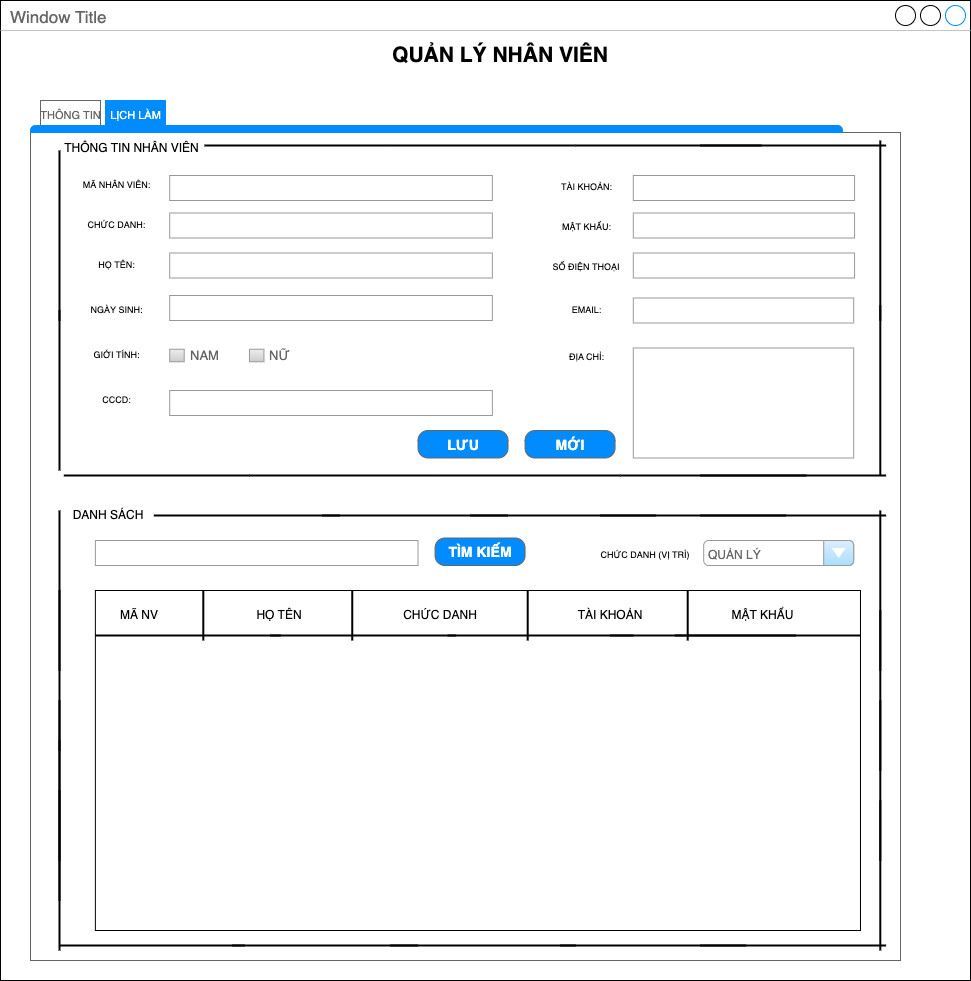 Window Title
QUẢN LÝ NHÂN VIÊN
THÔNG TIN LỊCH LÀM
THÔNG TIN NHÂN VIÊN
MÃ NHÂN VIÊN:
CHỨC DANH:
HỌ TÊN:
NGÀY SINH:
GIỚI TÍNH: NAM NỮ
CCCD:
TÀI KHOẢN:
MẬT KHẨU:
SỐ ĐIỆN THOẠI
EMAIL:
ĐỊA CHỈ:
LƯU MỚI
DANH SÁCH
TÌM KIẾM CHỨC DANH (VỊ TRÍ) QUẢN LÝ
MÃ NV HỌ TÊN CHỨC DANH TÀI KHOẢN MẬT KHẨU